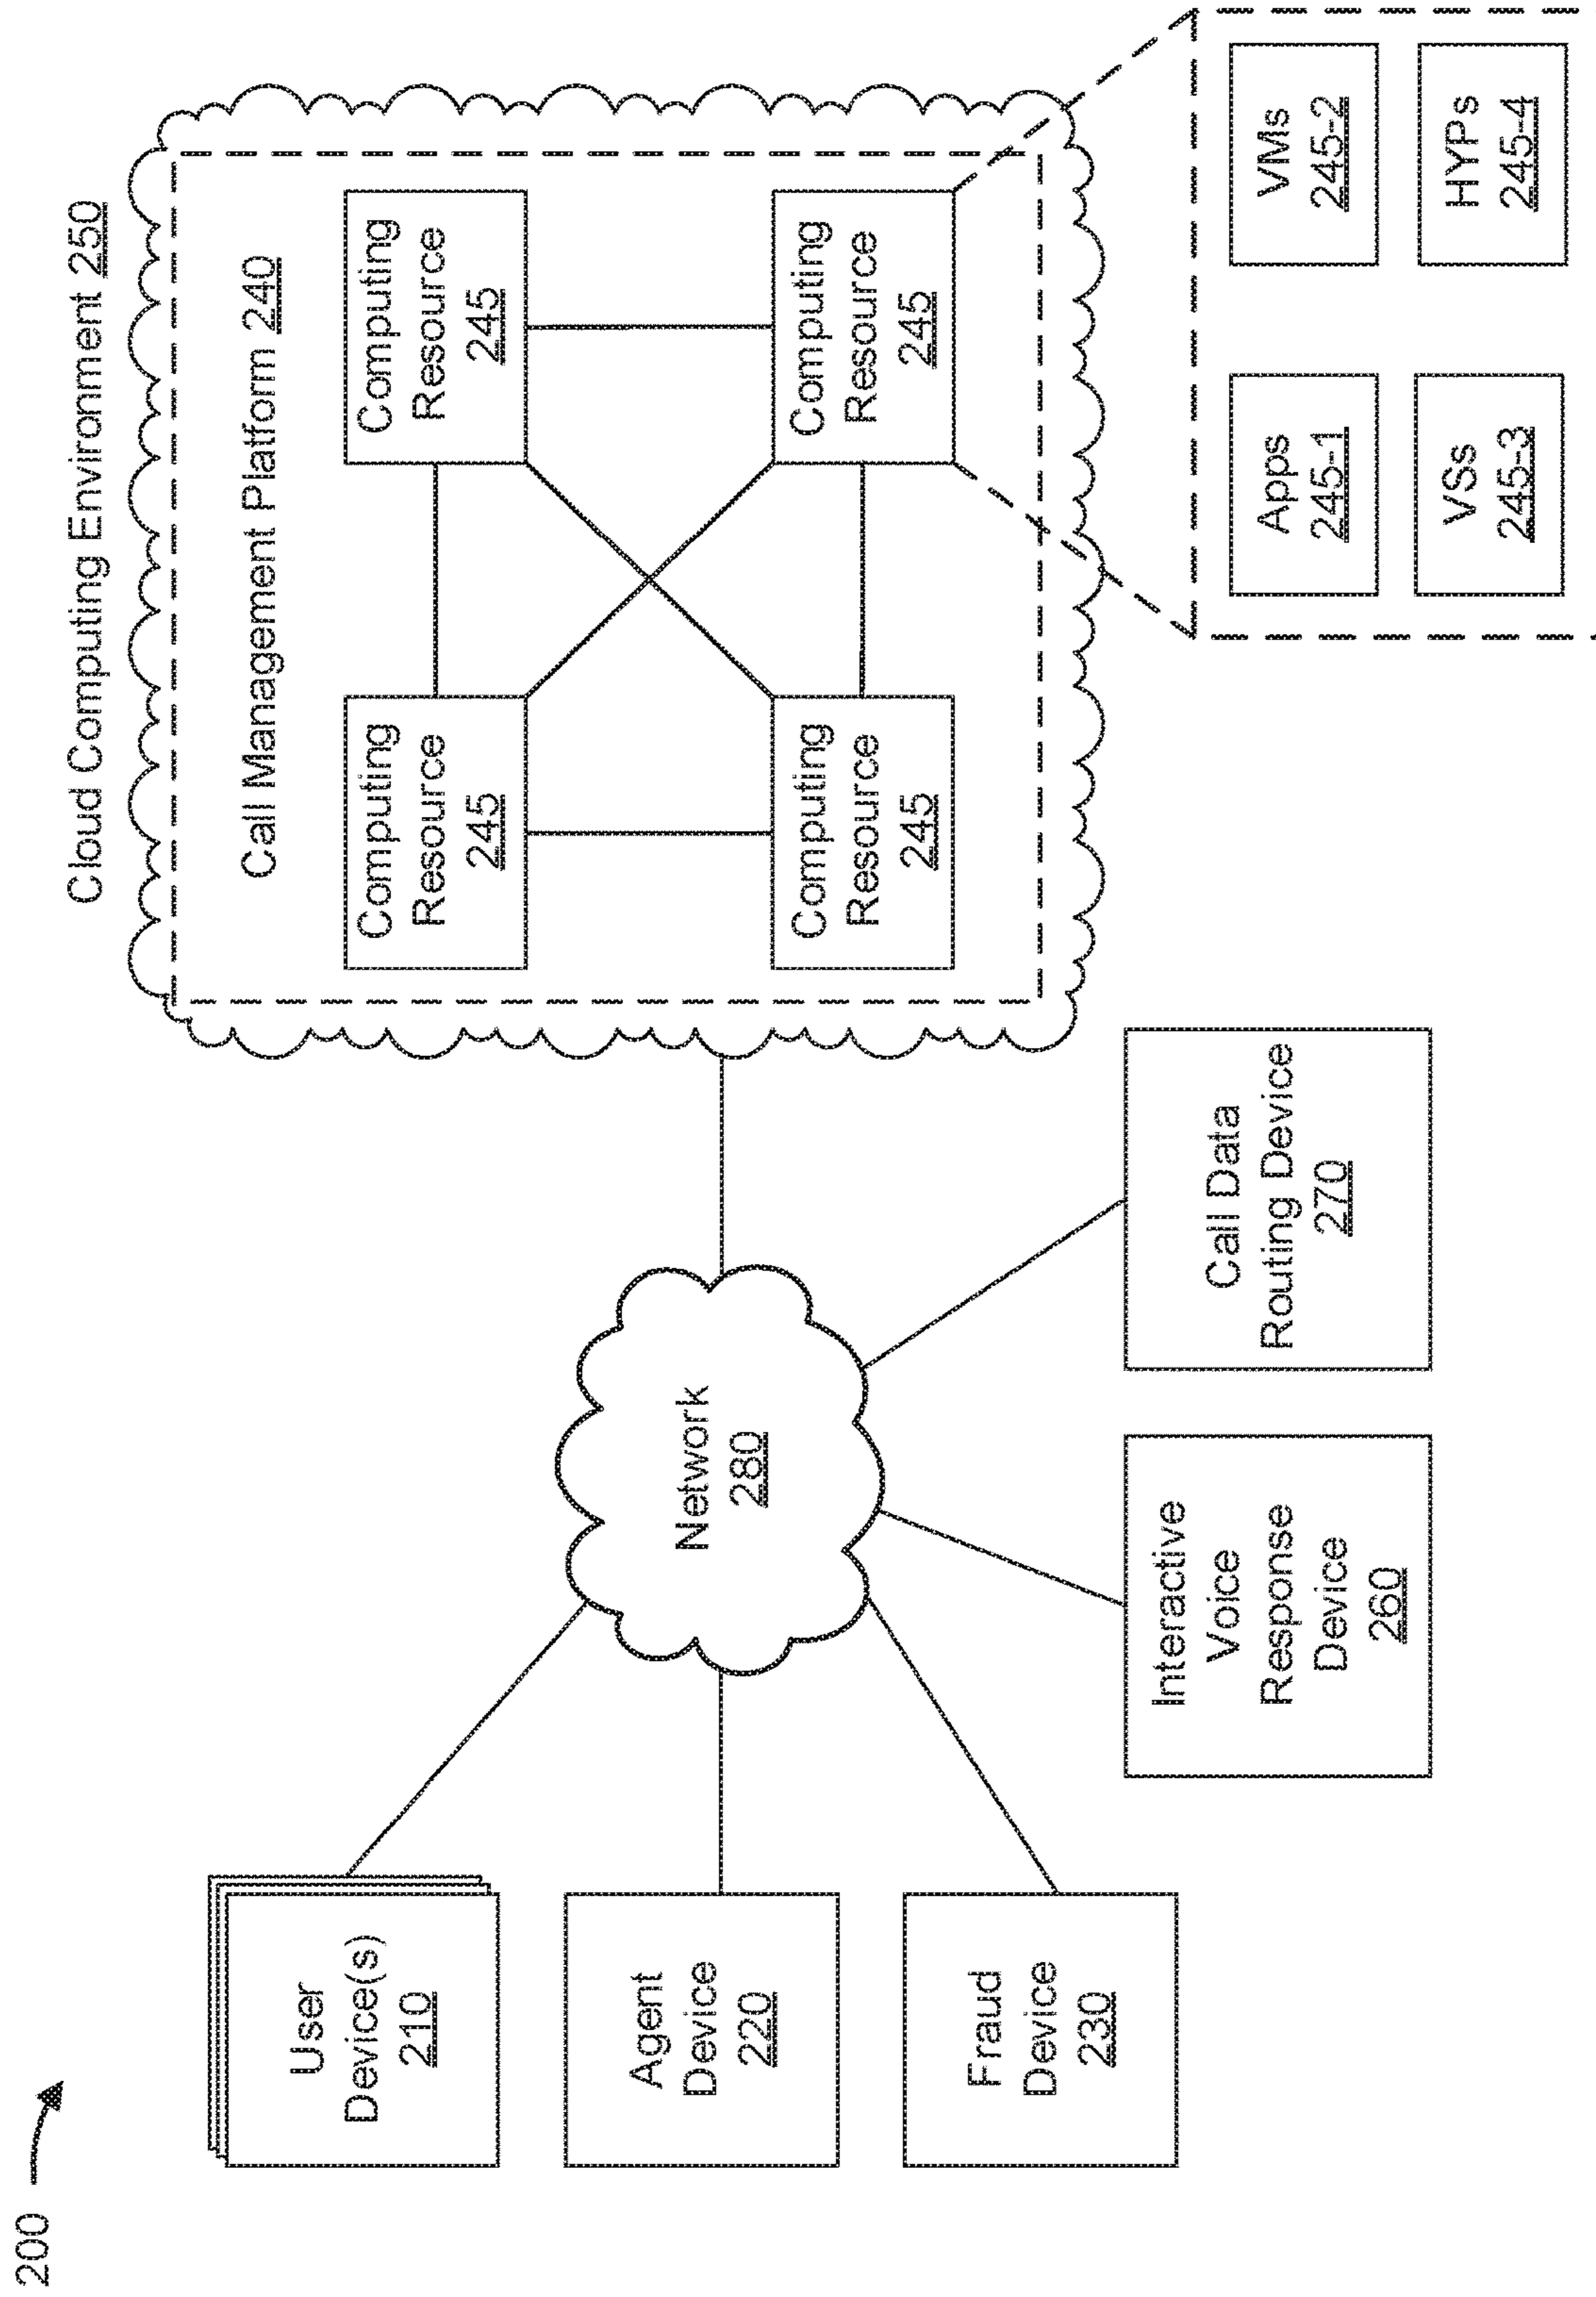 200
Cloud Computing Environment 250
Call Management Platform 240
Computing
Resource
245
Computing
Resource
245
Computing
Resource
245
Computing
Resource
245
User
Device(s)
210
Agent
Device
220
Fraud
Device
230
Network
280
Interactive
Voice
Response
Device
260
Call Data
Routing Device
270
Apps
245-1
VMs
245-2
VSs
245-3
HYPs
245-4